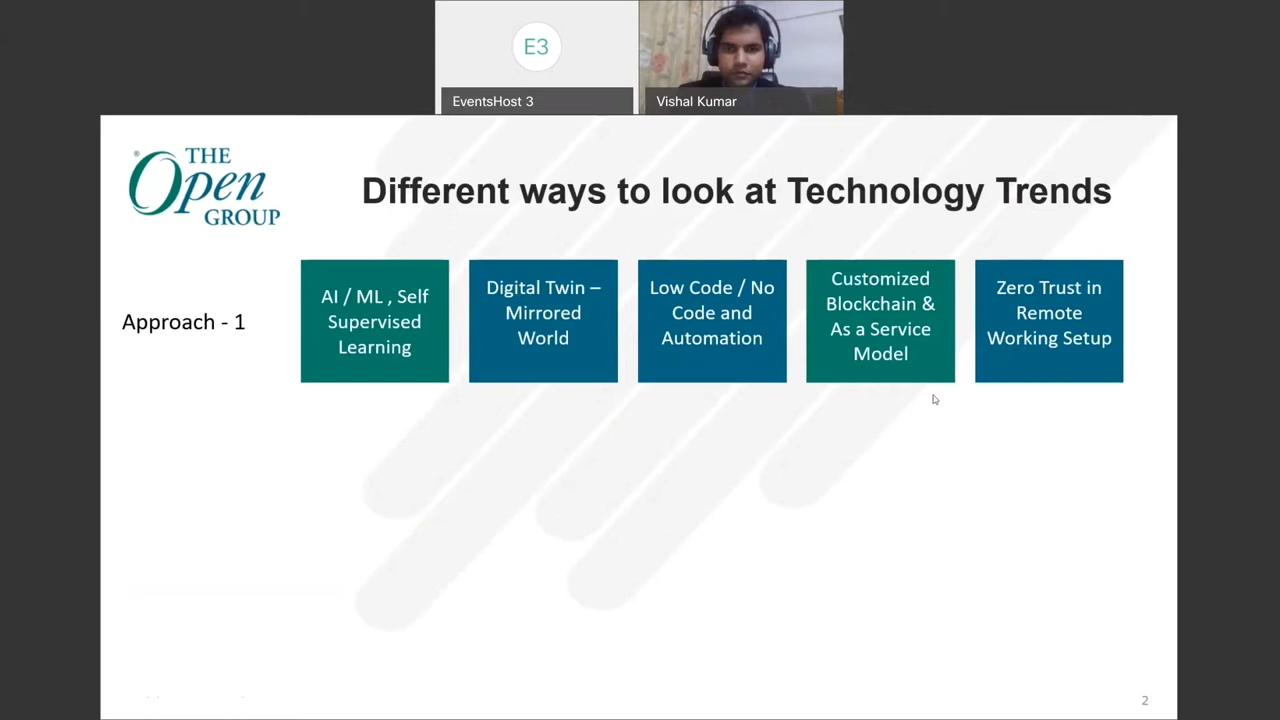 E3
EventsHost 3
Vishal Kumar
THE
Open
GROUP
®
Different ways to look at Technology Trends
Approach - 1
AI / ML , Self
Supervised
Learning
Digital Twin –
Mirrored
World
Low Code / No
Code and
Automation
Customized
Blockchain &
As a Service
Model
Zero Trust in
Remote
Working Setup
2